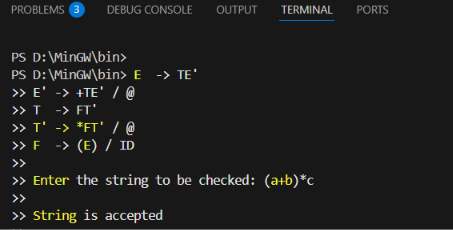 PROBLEMS 3 DEBUG CONSOLE OUTPUT TERMINAL PORTS
PS D:\MinGW\bin>
PS D:\MinGW\bin> E  -> TE'
>> E' -> +TE' / @
>> T  -> FT'
>> T' -> *FT' / @
>> F  -> (E) / ID
>>
>> Enter the string to be checked: (a+b)*c
>>
>> String is accepted